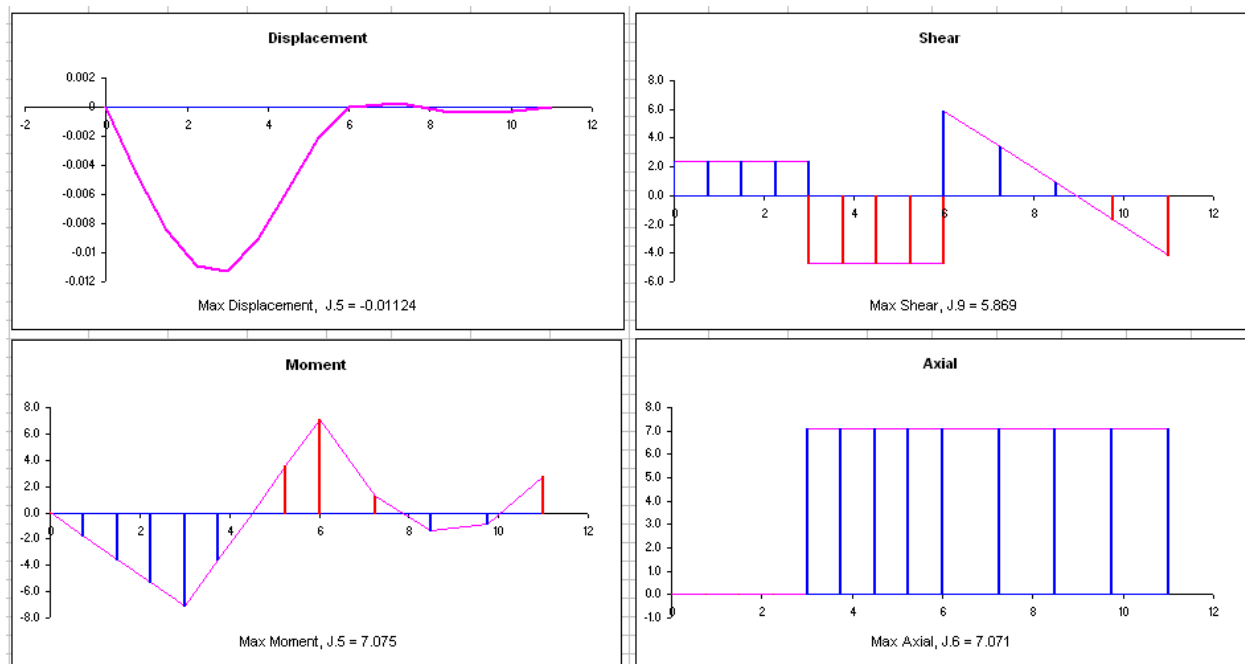 Displacement
0.002
0
-0.002
-0.004
-0.006
-0.008
-0.01
-0.012
-2 0 2 4 6 8 10 12
Max Displacement, J.5 = -0.01124
Shear
8.0
6.0
4.0
2.0
0.0
-2.0
-4.0
-6.0
0 2 4 6 8 10 12
Max Shear, J.9 = 5.869
Moment
8.0
6.0
4.0
2.0
0.0
-2.0
-4.0
-6.0
-8.0
0 2 4 6 8 10 12
Max Moment, J.5 = 7.075
Axial
8.0
7.0
6.0
5.0
4.0
3.0
2.0
1.0
0.0
-1.0
0 2 4 6 8 10 12
Max Axial, J.6 = 7.071